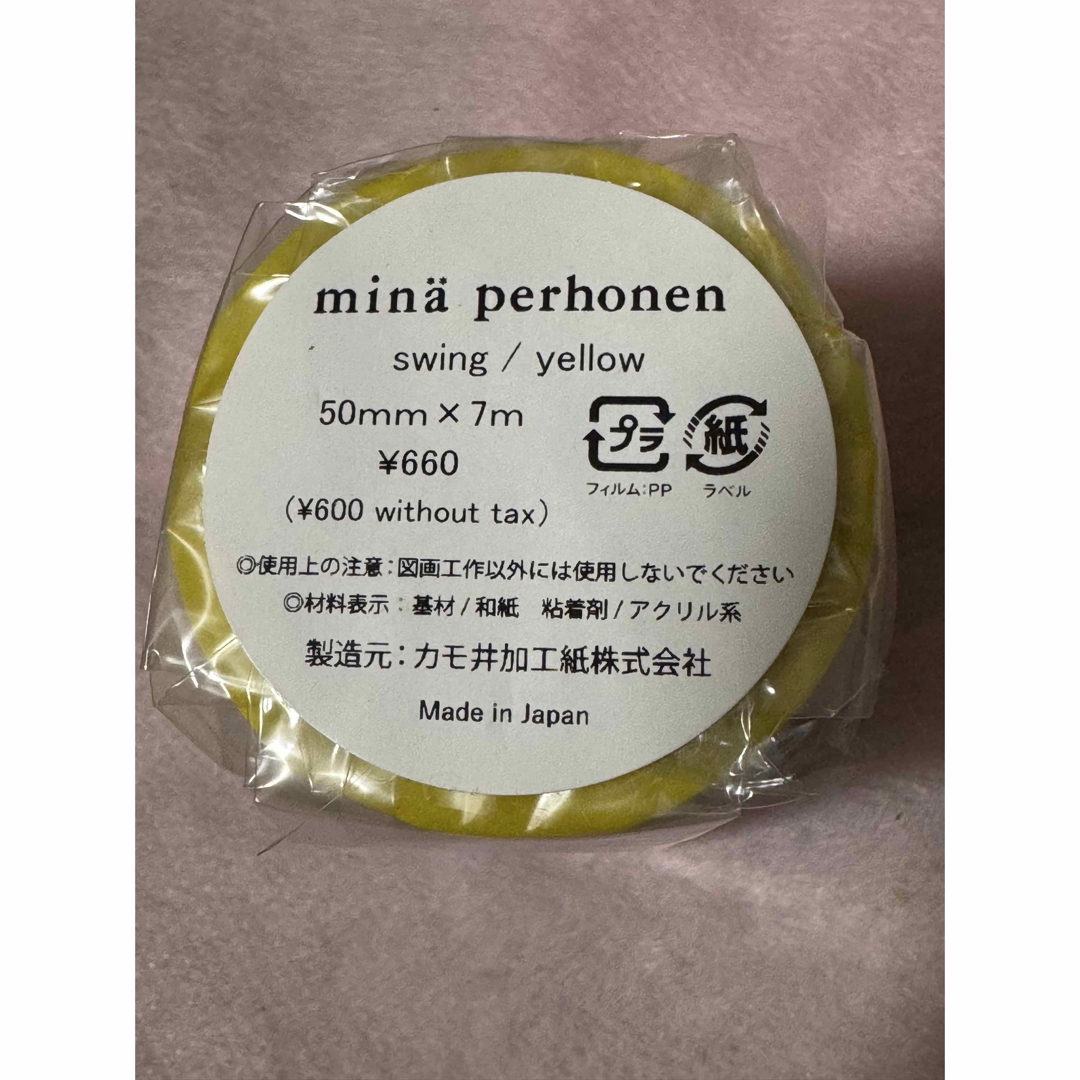 minä perhonen
swing / yellow
50mm×7m
¥660
(¥600 without tax)
プラ
フィルム:PP
紙
ラベル
◎使用上の注意:図画工作以外には使用しないでください
◎材料表示:基材/和紙 粘着剤/アクリル系
製造元:カモ井加工紙株式会社
Made in Japan